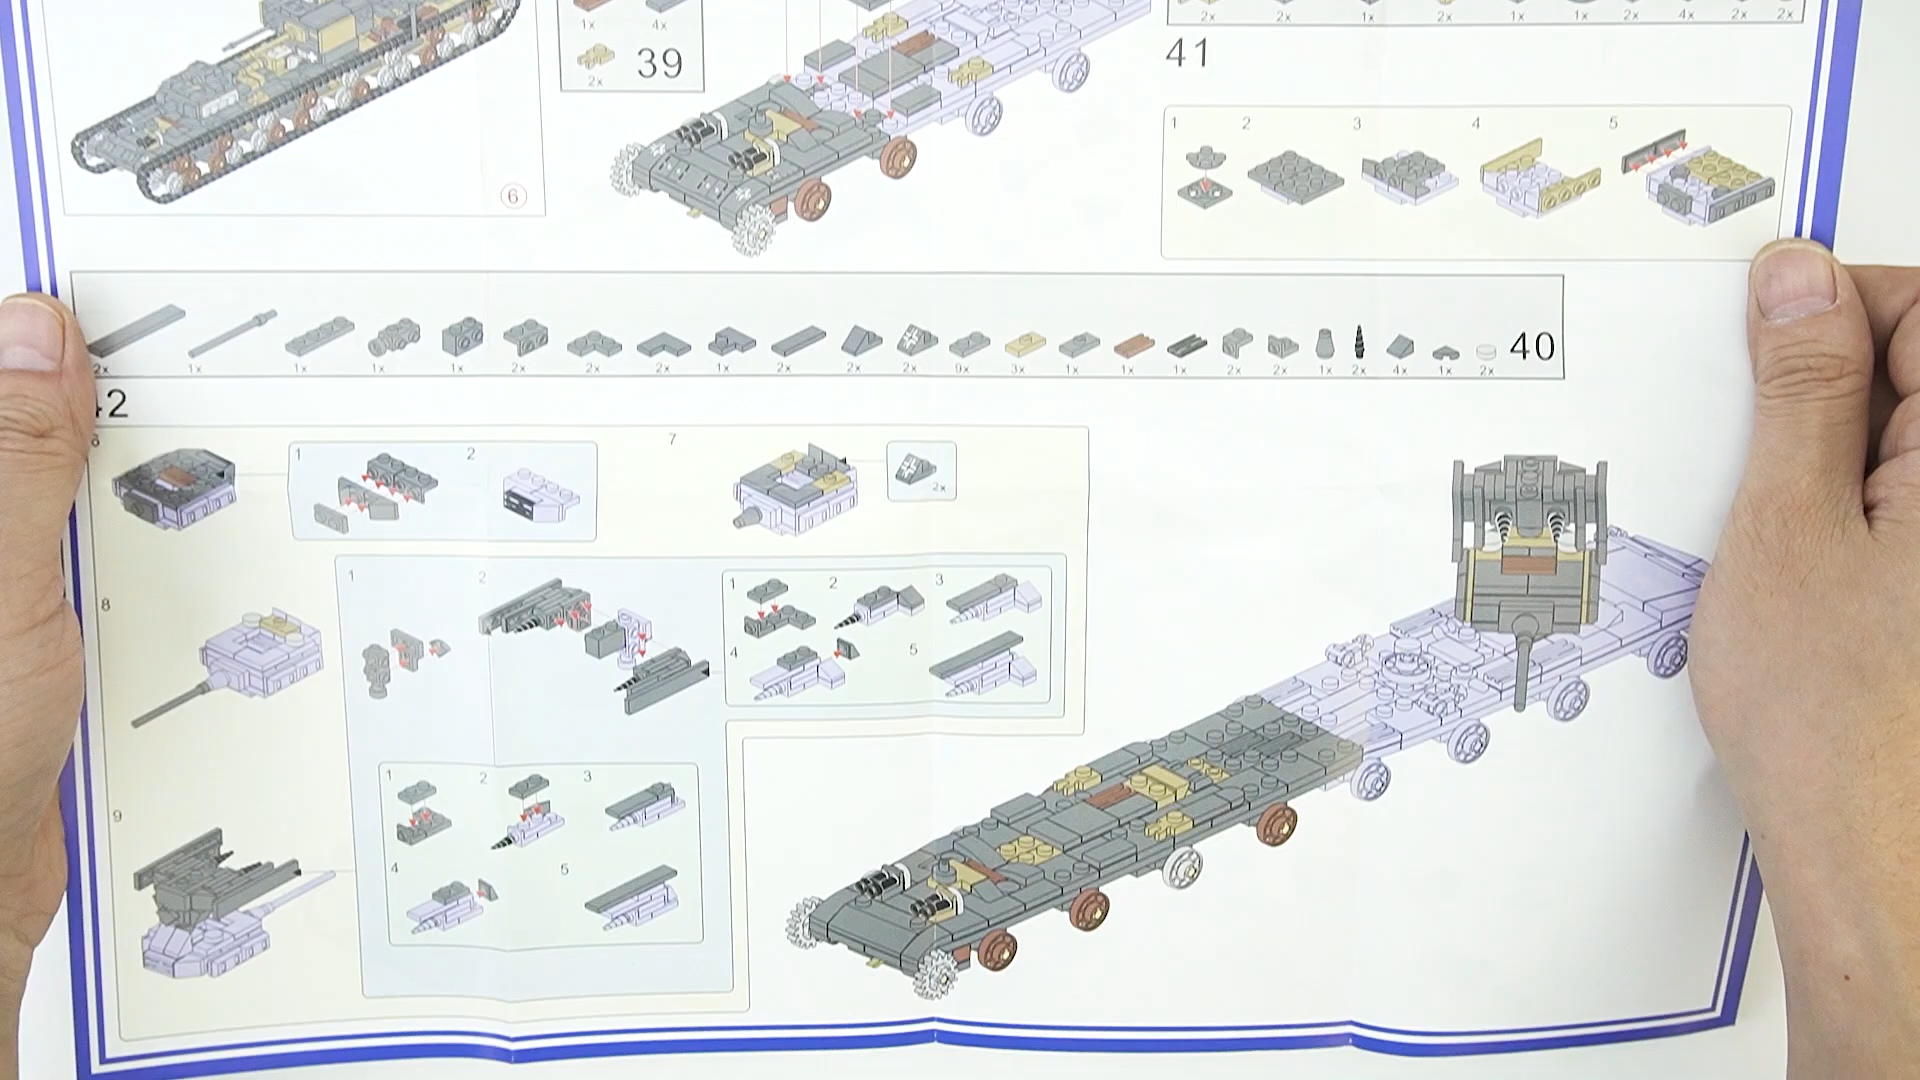 1x 4x
2x 39
6
2x 2x 1x 2x 1x 1x 2x 4x 2x 2x
41
1 2 3 4 5
2x 1x 1x 1x 1x 2x 2x 2x 1x 2x 2x 2x 9x 3x 1x 1x 1x 2x 2x 1x 2x 4x 1x 2x 40
42
6 1 2 7
2x
8 1 2 1 2 3
4 5
9 1 2 3
4 5